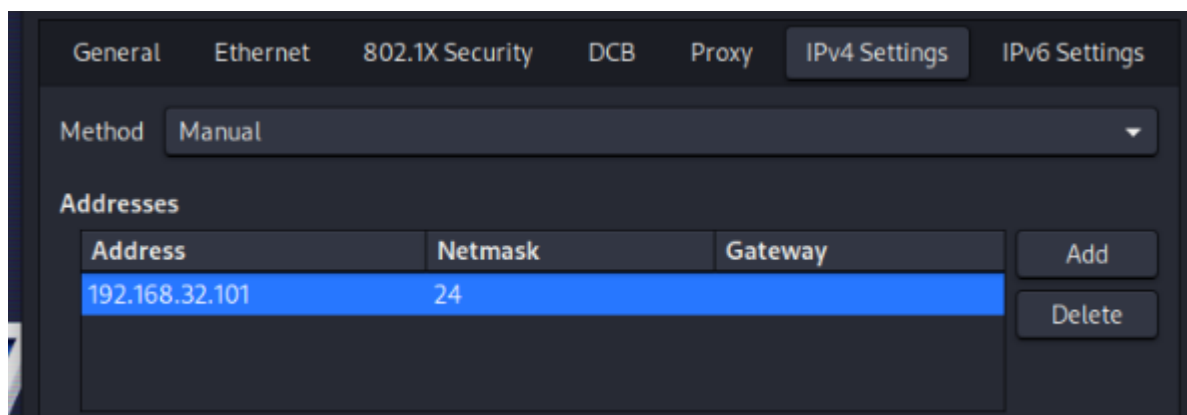 General Ethernet 802.1X Security DCB Proxy IPv4 Settings IPv6 Settings
Method Manual
Addresses
Address Netmask Gateway Add
192.168.32.101 24
Delete